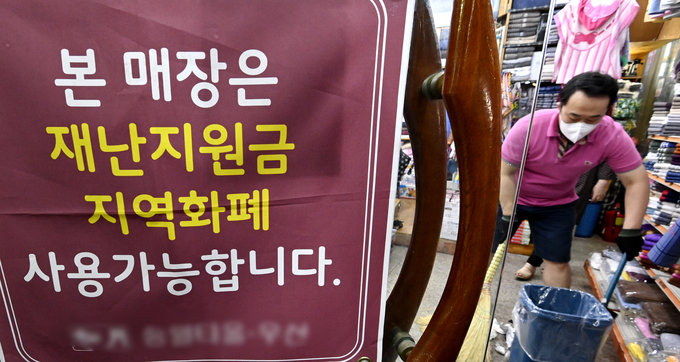 본 매장은
재난지원금
지역화폐
사용가능합니다.